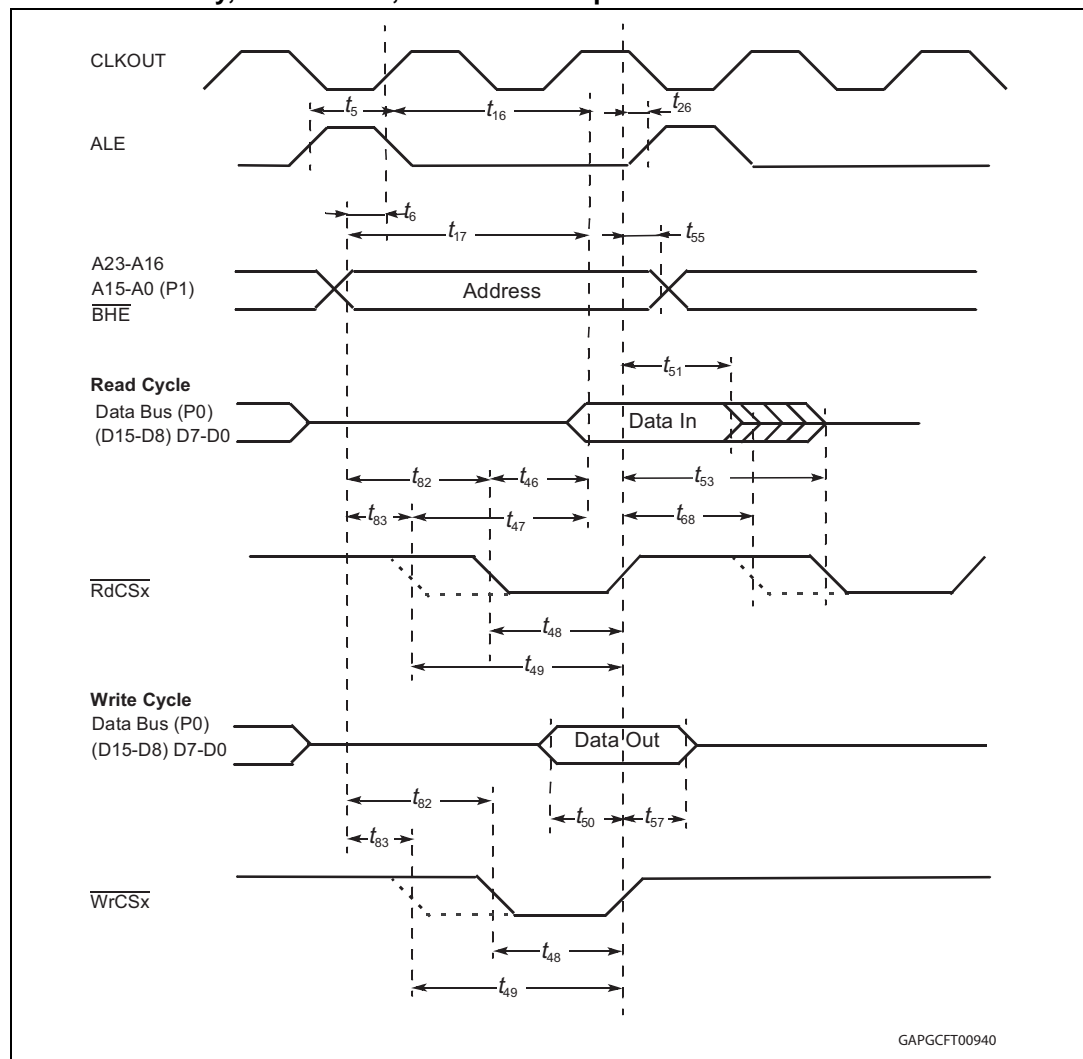 CLKOUT
t5
t16
t26
ALE
t6
t17
t55
A23-A16
A15-A0 (P1)
Address
BHE
t51
Read Cycle
Data Bus (P0)
Data In
(D15-D8) D7-D0
t82
t46
t53
t83
t47
t68
RdCSx
t48
t49
Write Cycle
Data Bus (P0)
Data Out
(D15-D8) D7-D0
t82
t50
t57
t83
WrCSx
t48
t49
GAPGCFT00940